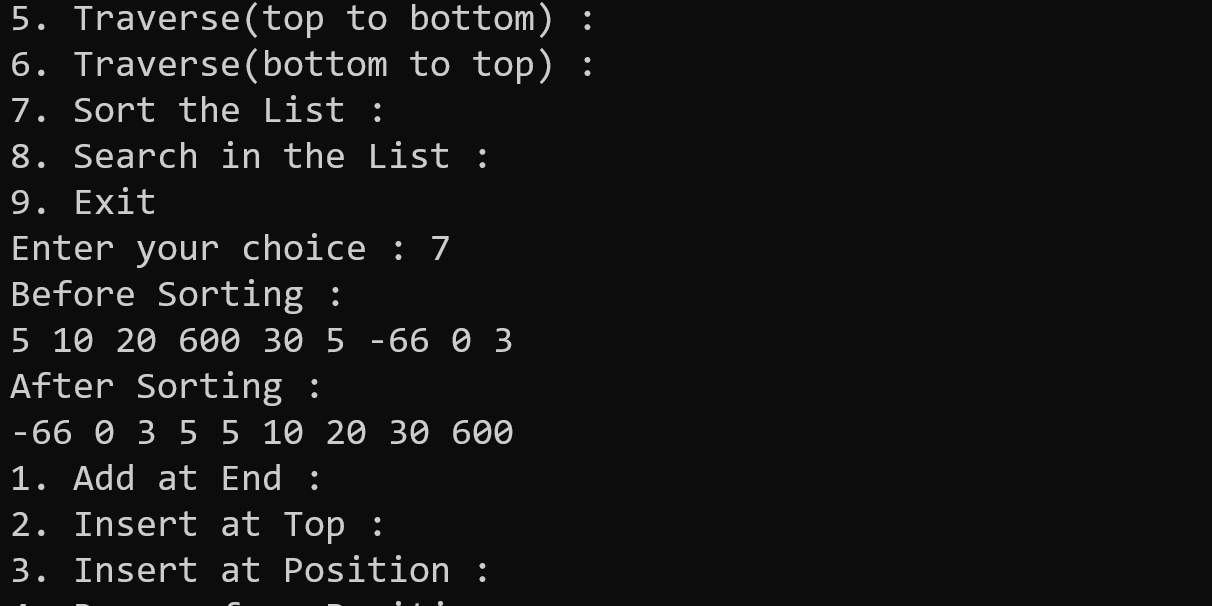 5. Traverse(top to bottom) :
6. Traverse(bottom to top) :
7. Sort the List :
8. Search in the List :
9. Exit
Enter your choice : 7
Before Sorting :
5 10 20 600 30 5 -66 0 3
After Sorting :
-66 0 3 5 5 10 20 30 600
1. Add at End :
2. Insert at Top :
3. Insert at Position :